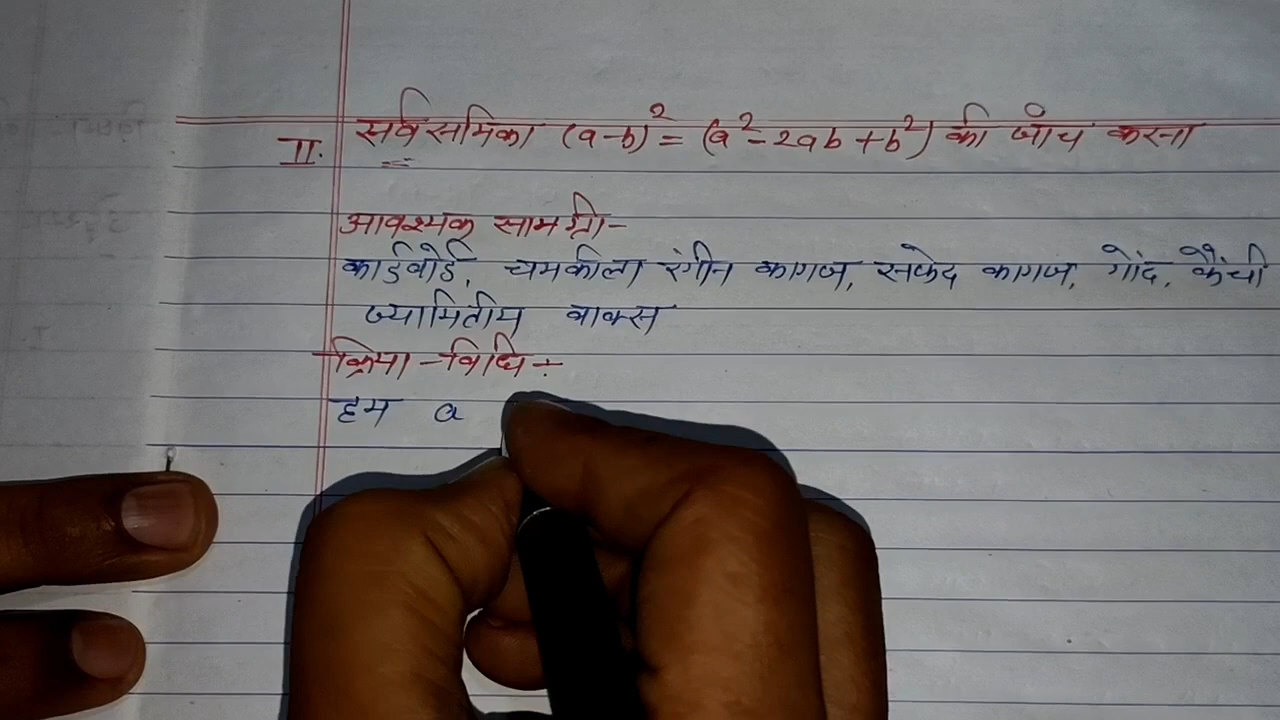 II. सर्वसमिका (a-b)² = (a² - 2ab + b²) की जाँच करना
आवश्यक सामग्री-
कार्डबोर्ड, चमकीला रंगीन कागज, सफेद कागज, गोंद, कैंची
ज्यामितीय बाक्स
क्रिया-विधि ÷
हम a